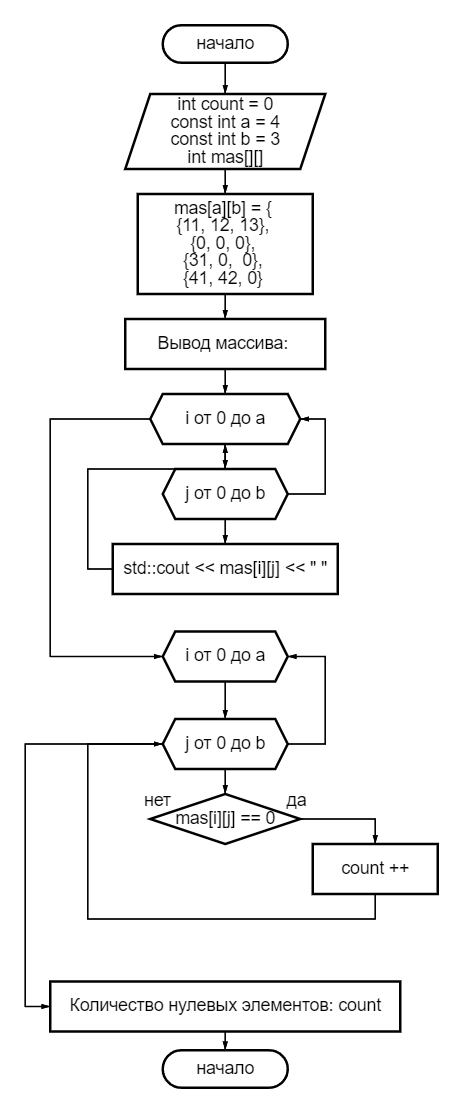 начало
int count = 0
const int a = 4
const int b = 3
int mas[][]
mas[a][b] = {
{11, 12, 13},
{0, 0, 0},
{31, 0,  0},
{41, 42, 0}
Вывод массива:
i от 0 до a
j от 0 до b
std::cout << mas[i][j] << " "
i от 0 до a
j от 0 до b
нет
да
mas[i][j] == 0
count ++
Количество нулевых элементов: count
начало